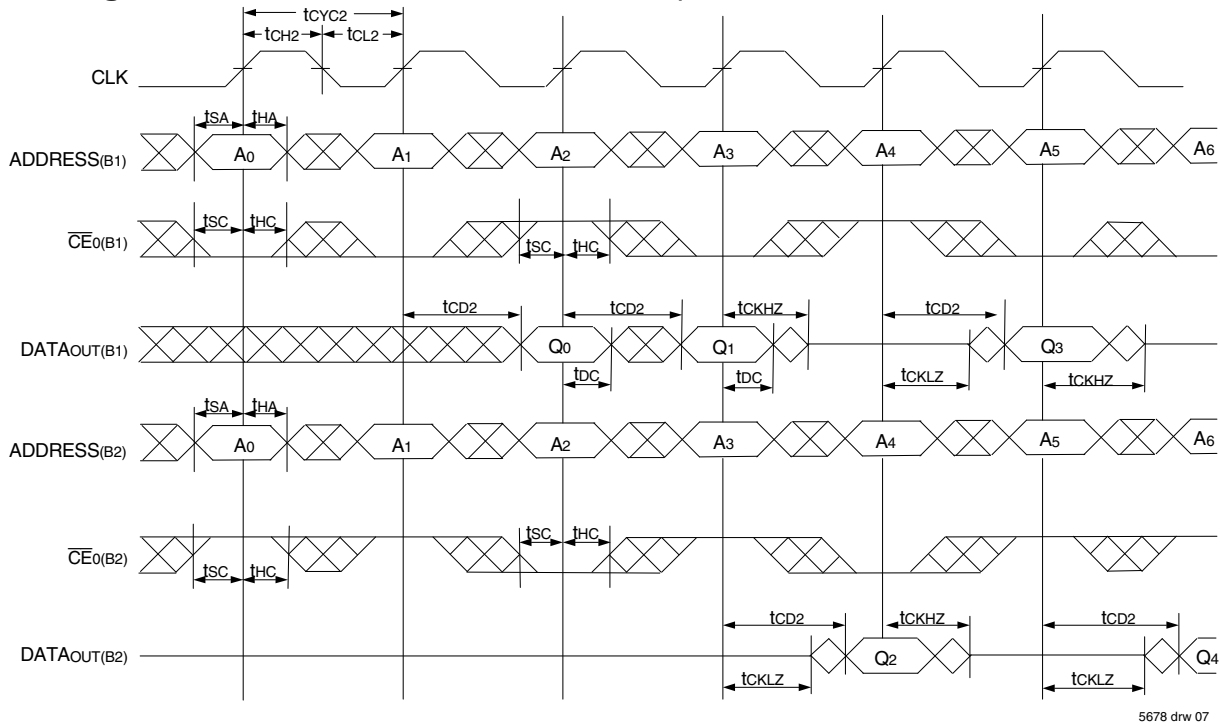 tCYC2
tCH2 tCL2
CLK
tSA tHA
ADDRESS(B1) A0 A1 A2 A3 A4 A5 A6
tSC tHC
CE0(B1) tSC tHC
tCD2 tCD2 tCKHZ tCD2
DATAOUT(B1) Q0 Q1 Q3
tDC tDC tCKLZ tCKHZ
tSA tHA
ADDRESS(B2) A0 A1 A2 A3 A4 A5 A6
tSC tHC
CE0(B2)
tSC tHC
tCD2 tCKHZ tCD2
DATAOUT(B2) Q2 Q4
tCKLZ tCKLZ
5678 drw 07